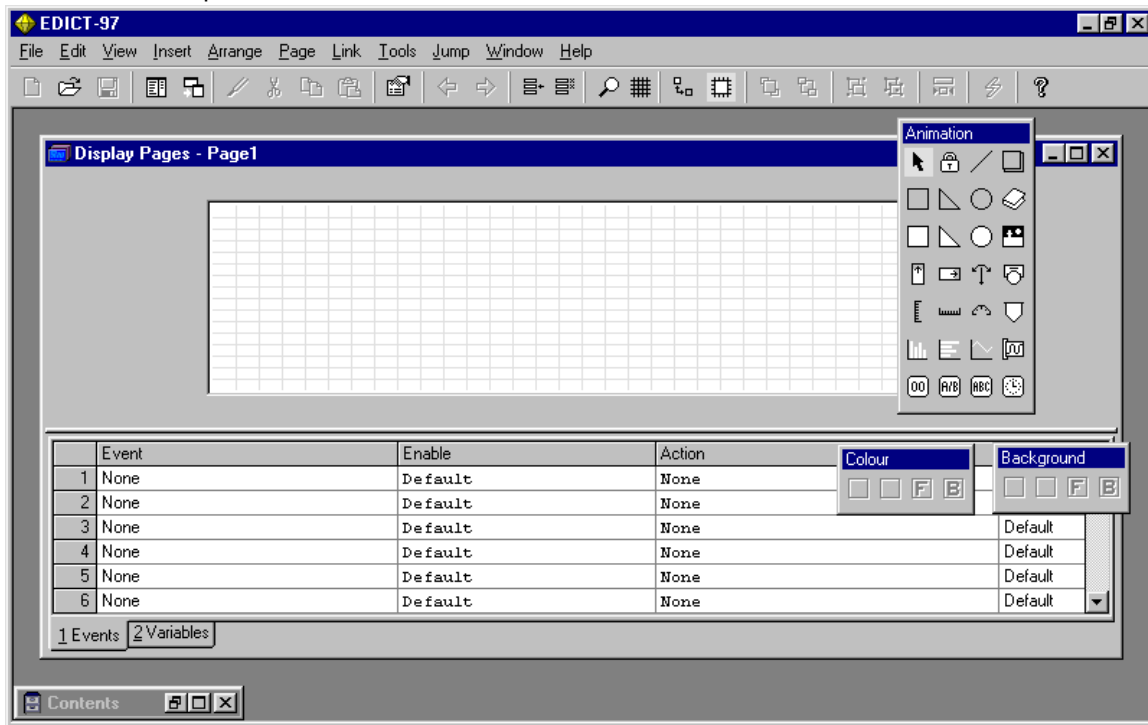 EDICT-97
File Edit View Insert Arrange Page Link Tools Jump Window Help
Display Pages - Page1
Animation
T
00 A/B ABC
Event Enable Action
Colour
F B
Background
F B
1 None Default None
2 None Default None
3 None Default None Default
4 None Default None Default
5 None Default None Default
6 None Default None Default
1 Events 2 Variables
Contents